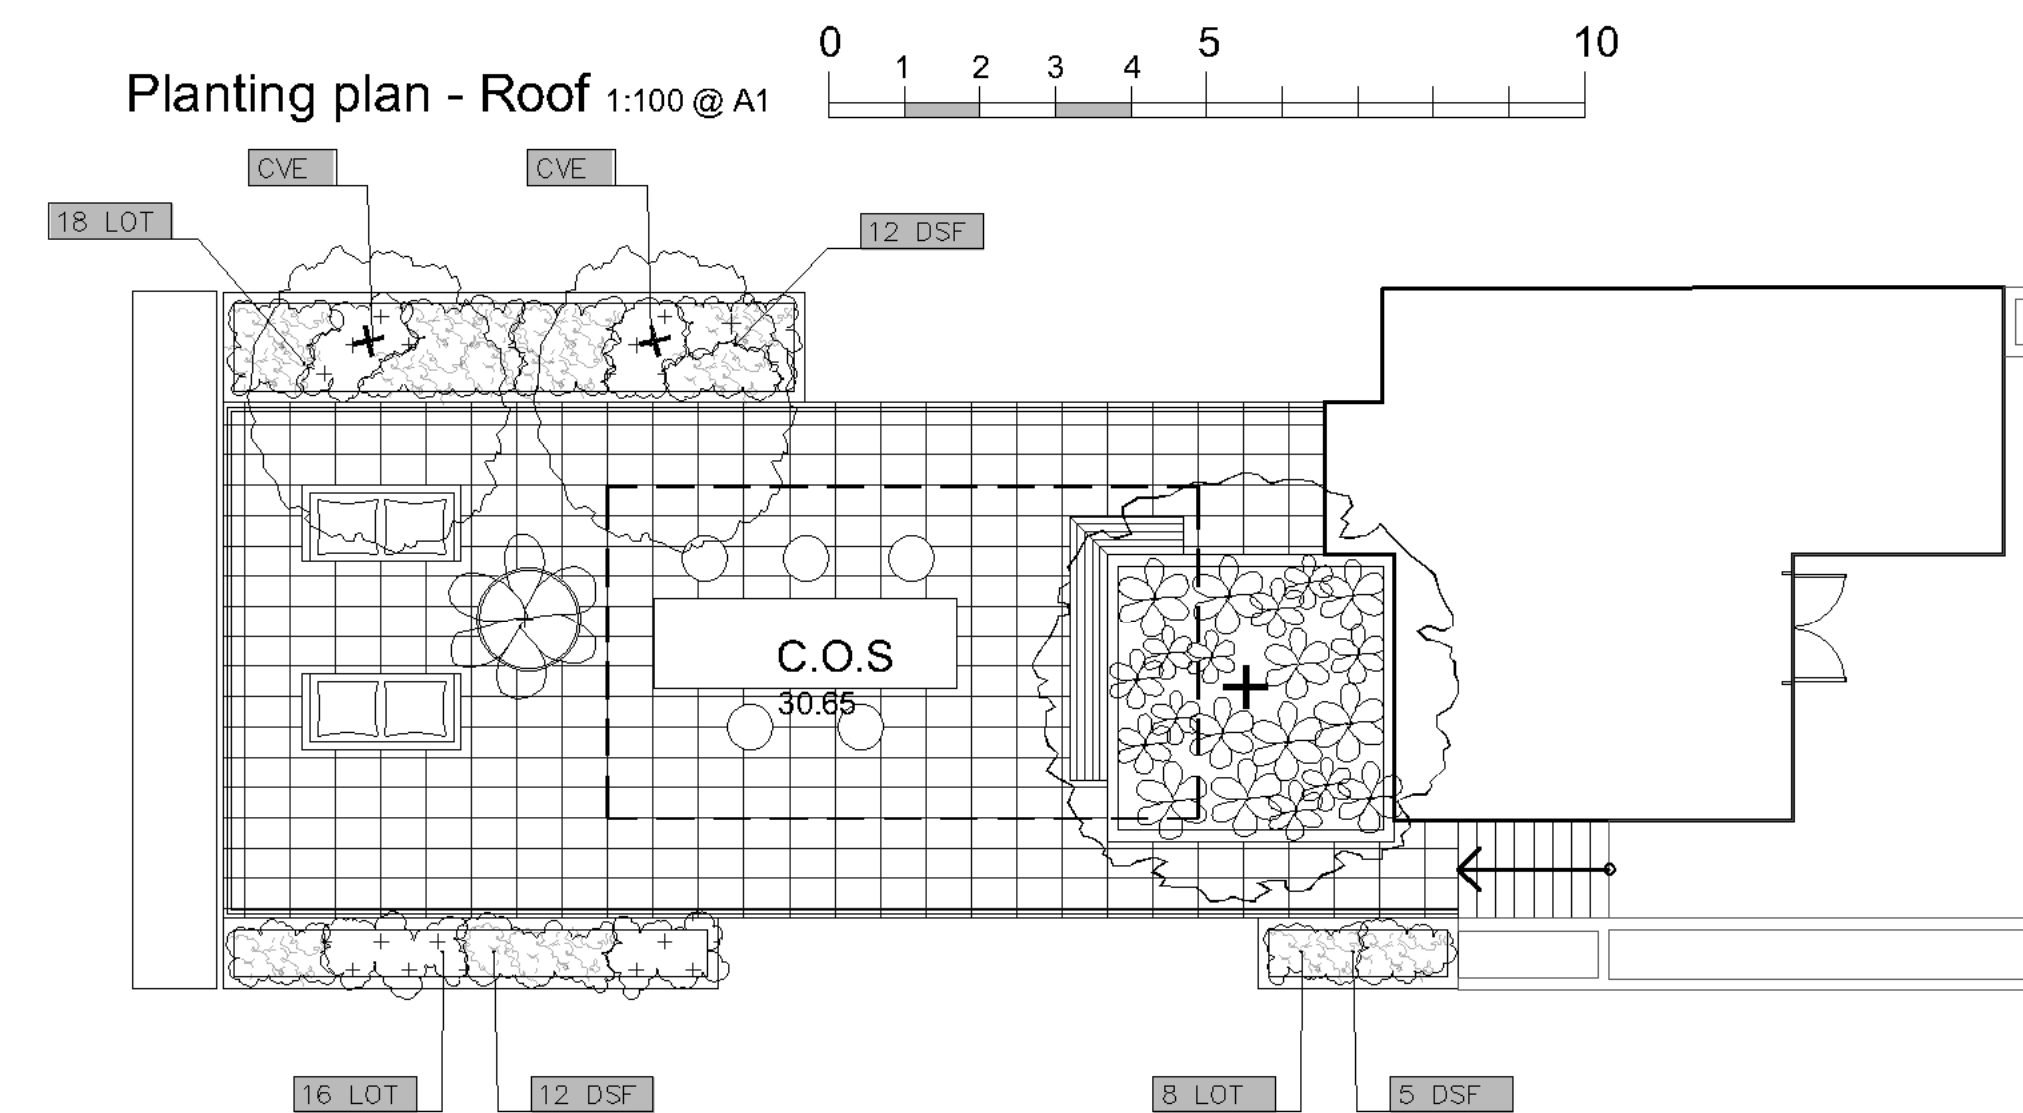 0 5 10
1 2 3 4
Planting plan - Roof 1:100 @ A1
CVE CVE
18 LOT 12 DSF
C.O.S
30.65
16 LOT 12 DSF 8 LOT 5 DSF